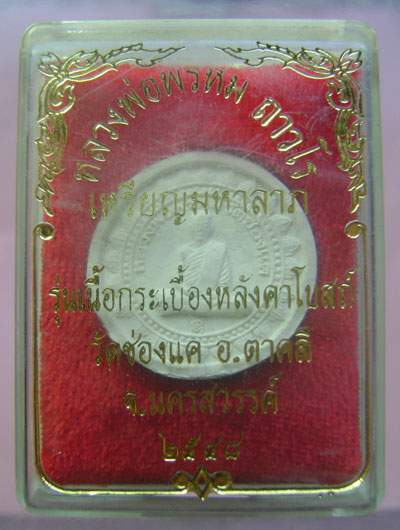 หลวงพ่อพรหม ถาวโร
เหรียญมหาลาภ
รุ่นเนื้อกระเบื้องหลังคาโบสถ์
วัดช่องแค อ.ตาคลี
จ.นครสวรรค์
๒๕๔๘